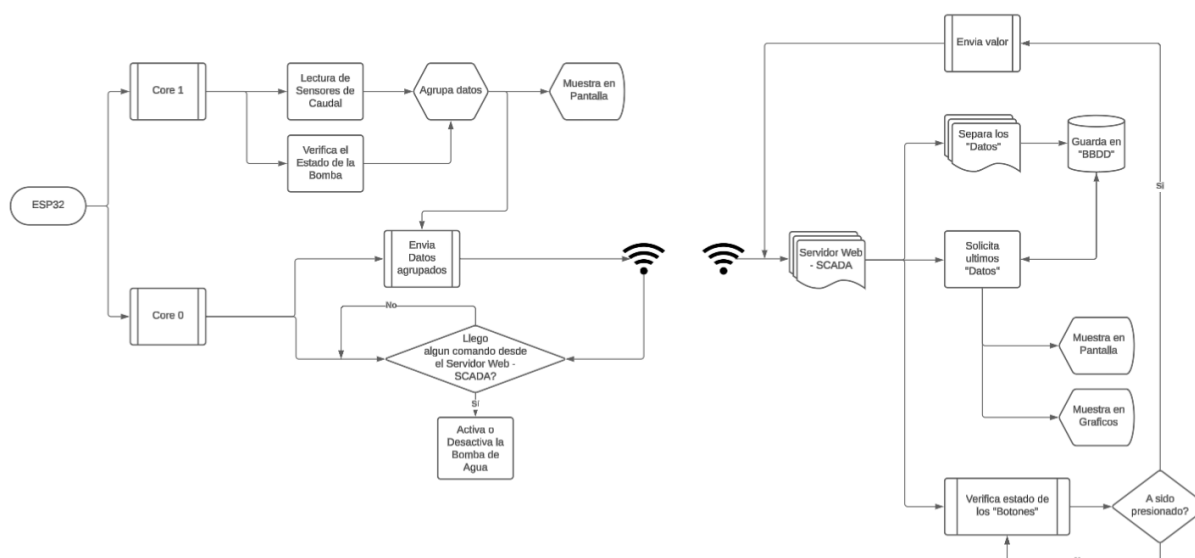 Envia valor
Core 1
Lectura de
Sensores de
Caudal
Agrupa datos
Muestra en
Pantalla
Separa los
"Datos"
Guarda en
"BBDD"
Verifica el
Estado de la
Bomba
Si
ESP32
Envia
Datos
agrupados
Servidor Web
- SCADA
Solicita
ultimos
"Datos"
Core 0
No
Llego
algun comando desde
el Servidor Web -
SCADA?
Muestra en
Pantalla
Sí
Activa o
Desactiva la
Bomba de
Agua
Muestra en
Graficos
Verifica estado de
los "Botones"
A sido
presionado?